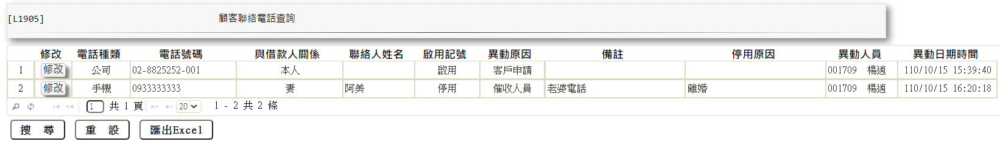 [L1905] 顧客聯絡電話查詢
修改 電話種類 電話號碼 與借款人關係 聯絡人姓名 啟用記號 異動原因 備註 停用原因 異動人員 異動日期時間
1 修改 公司 02-8825252-001 本人 啟用 客戶申請 001709 楊逍 110/10/15 15:39:40
2 修改 手機 0933333333 妻 阿美 停用 催收人員 老婆電話 離婚 001709 楊逍 110/10/15 16:20:18
1 共 1 頁 20 1 - 2 共 2 條
搜 尋 重 設 匯出Excel